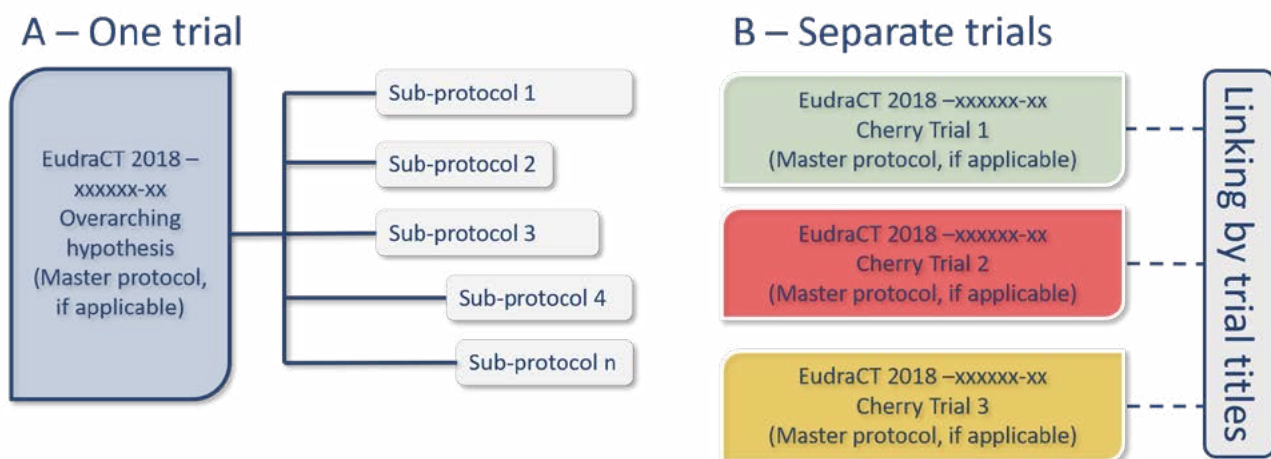 A – One trial
EudraCT 2018 –
xxxxxx-xx
Overarching
hypothesis
(Master protocol,
if applicable)
Sub-protocol 1
Sub-protocol 2
Sub-protocol 3
Sub-protocol 4
Sub-protocol n
B – Separate trials
EudraCT 2018 –xxxxxx-xx
Cherry Trial 1
(Master protocol, if applicable)
EudraCT 2018 –xxxxxx-xx
Cherry Trial 2
(Master protocol, if applicable)
EudraCT 2018 –xxxxxx-xx
Cherry Trial 3
(Master protocol, if applicable)
Linking by trial titles